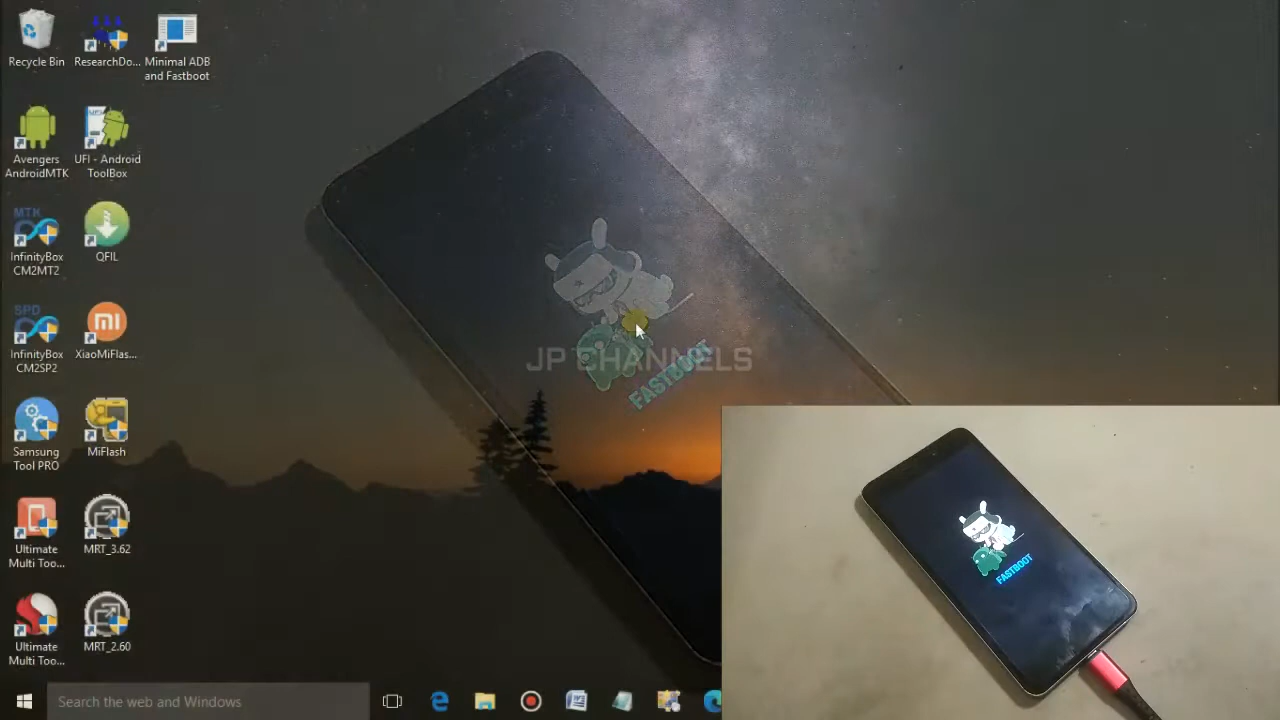 Recycle Bin
ResearchDo...
Minimal ADB
and Fastboot
Avengers
AndroidMTK
UFI - Android
ToolBox
MTK
InfinityBox
CM2MT2
QFIL
SPD
InfinityBox
CM2SP2
XiaoMiFlas...
Samsung
Tool PRO
MiFlash
Ultimate
Multi Too...
MRT_3.62
Ultimate
Multi Too...
MRT_2.60
JP CHANNELS
FASTBOOT
FASTBOOT
Search the web and Windows